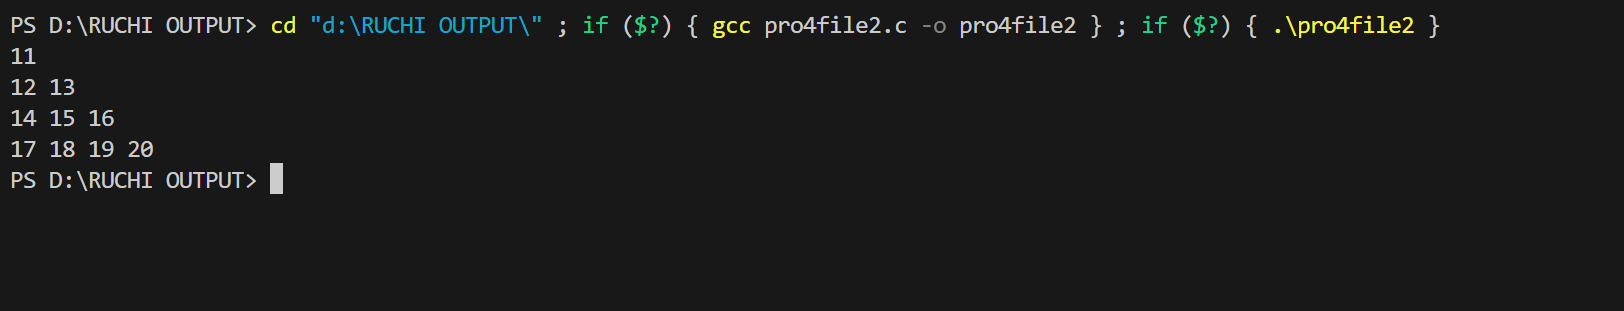 PS D:\RUCHI OUTPUT> cd "d:\RUCHI OUTPUT\" ; if ($?) { gcc pro4file2.c -o pro4file2 } ; if ($?) { .\pro4file2 }
11
12 13
14 15 16
17 18 19 20
PS D:\RUCHI OUTPUT>